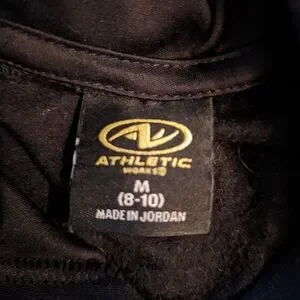 ATHLETIC
WORKS®
M
(8-10)
MADE IN JORDAN